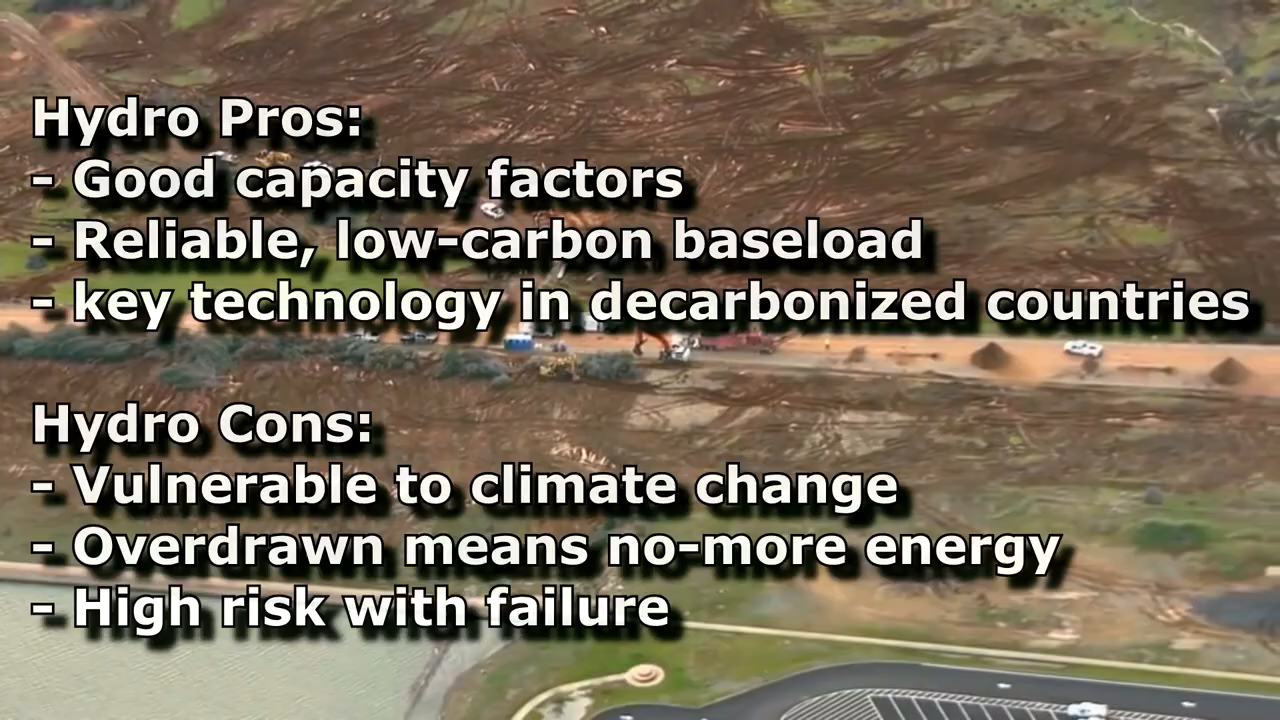 Hydro Pros:
- Good capacity factors
- Reliable, low-carbon baseload
- key technology in decarbonized countries
Hydro Cons:
- Vulnerable to climate change
- Overdrawn means no-more energy
- High risk with failure